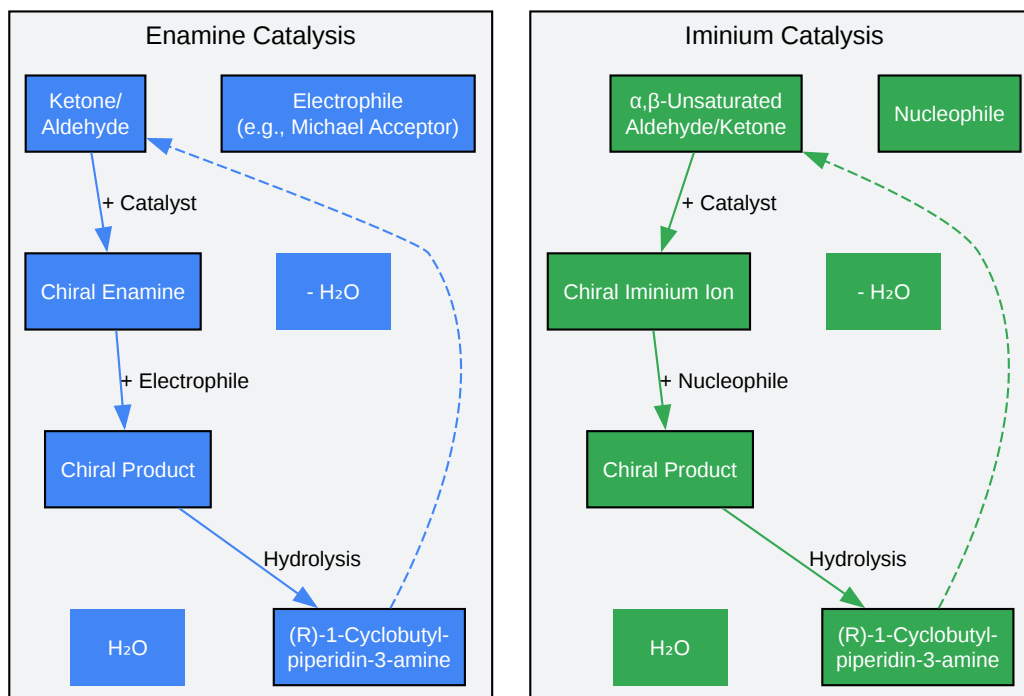 Enamine Catalysis
Ketone/
Aldehyde
Electrophile
(e.g., Michael Acceptor)
+ Catalyst
Chiral Enamine
- H₂O
+ Electrophile
Chiral Product
Hydrolysis
H₂O
(R)-1-Cyclobutyl-
piperidin-3-amine
Iminium Catalysis
α,β-Unsaturated
Aldehyde/Ketone
Nucleophile
+ Catalyst
Chiral Iminium Ion
- H₂O
+ Nucleophile
Chiral Product
Hydrolysis
H₂O
(R)-1-Cyclobutyl-
piperidin-3-amine